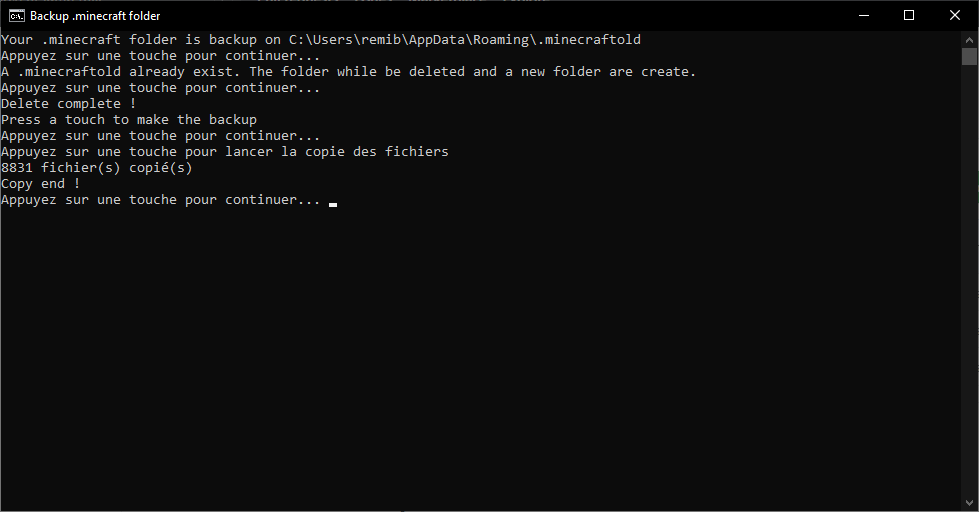 Backup .minecraft folder
Your .minecraft folder is backup on C:\Users\remib\AppData\Roaming\.minecraftold
Appuyez sur une touche pour continuer...
A .minecraftold already exist. The folder while be deleted and a new folder are create.
Appuyez sur une touche pour continuer...
Delete complete !
Press a touch to make the backup
Appuyez sur une touche pour continuer...
Appuyez sur une touche pour lancer la copie des fichiers
8831 fichier(s) copié(s)
Copy end !
Appuyez sur une touche pour continuer...